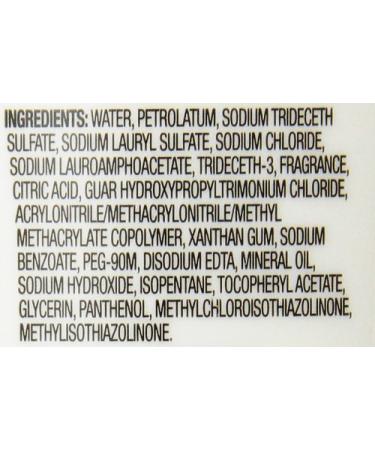 INGREDIENTS: WATER, PETROLATUM, SODIUM TRIDECETH
SULFATE, SODIUM LAURYL SULFATE, SODIUM CHLORIDE,
SODIUM LAUROAMPHOACETATE, TRIDECETH-3, FRAGRANCE,
CITRIC ACID, GUAR HYDROXYPROPYLTRIMONIUM CHLORIDE,
ACRYLONITRILE/METHACRYLONITRILE/METHYL
METHACRYLATE COPOLYMER, XANTHAN GUM, SODIUM
BENZOATE, PEG-90M, DISODIUM EDTA, MINERAL OIL,
SODIUM HYDROXIDE, ISOPENTANE, TOCOPHERYL ACETATE,
GLYCERIN, PANTHENOL, METHYLCHLOROISOTHIAZOLINONE,
METHYLISOTHIAZOLINONE.